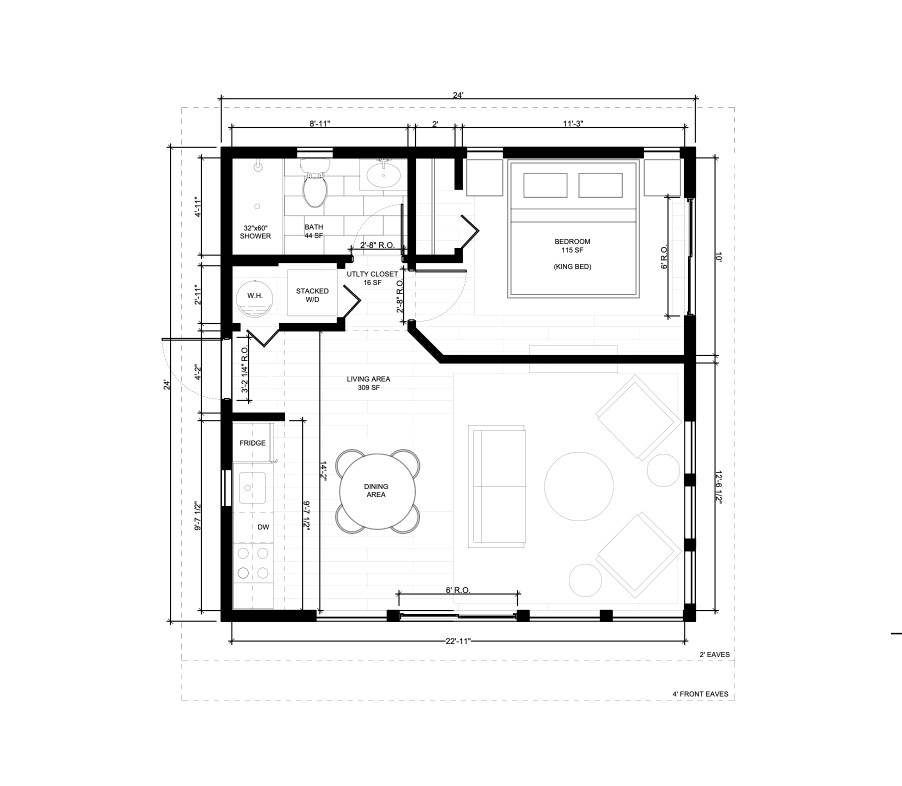 24'
8'-11"
2'
11'-3"
4'-11"
32"x60"
SHOWER
BATH
44 SF
2'-8" R.O.
BEDROOM
115 SF
(KING BED)
6' R.O.
10'
2'-11"
W.H.
STACKED
W/D
UTLTY CLOSET
16 SF
2'-8" R.O.
24'
4'-2"
3'-2 1/4" R.O.
LIVING AREA
309 SF
FRIDGE
14'-2"
DINING
AREA
12'-6 1/2"
9'-7 1/2"
9'-7 1/2"
DW
6' R.O.
22'-11"
2' EAVES
4' FRONT EAVES